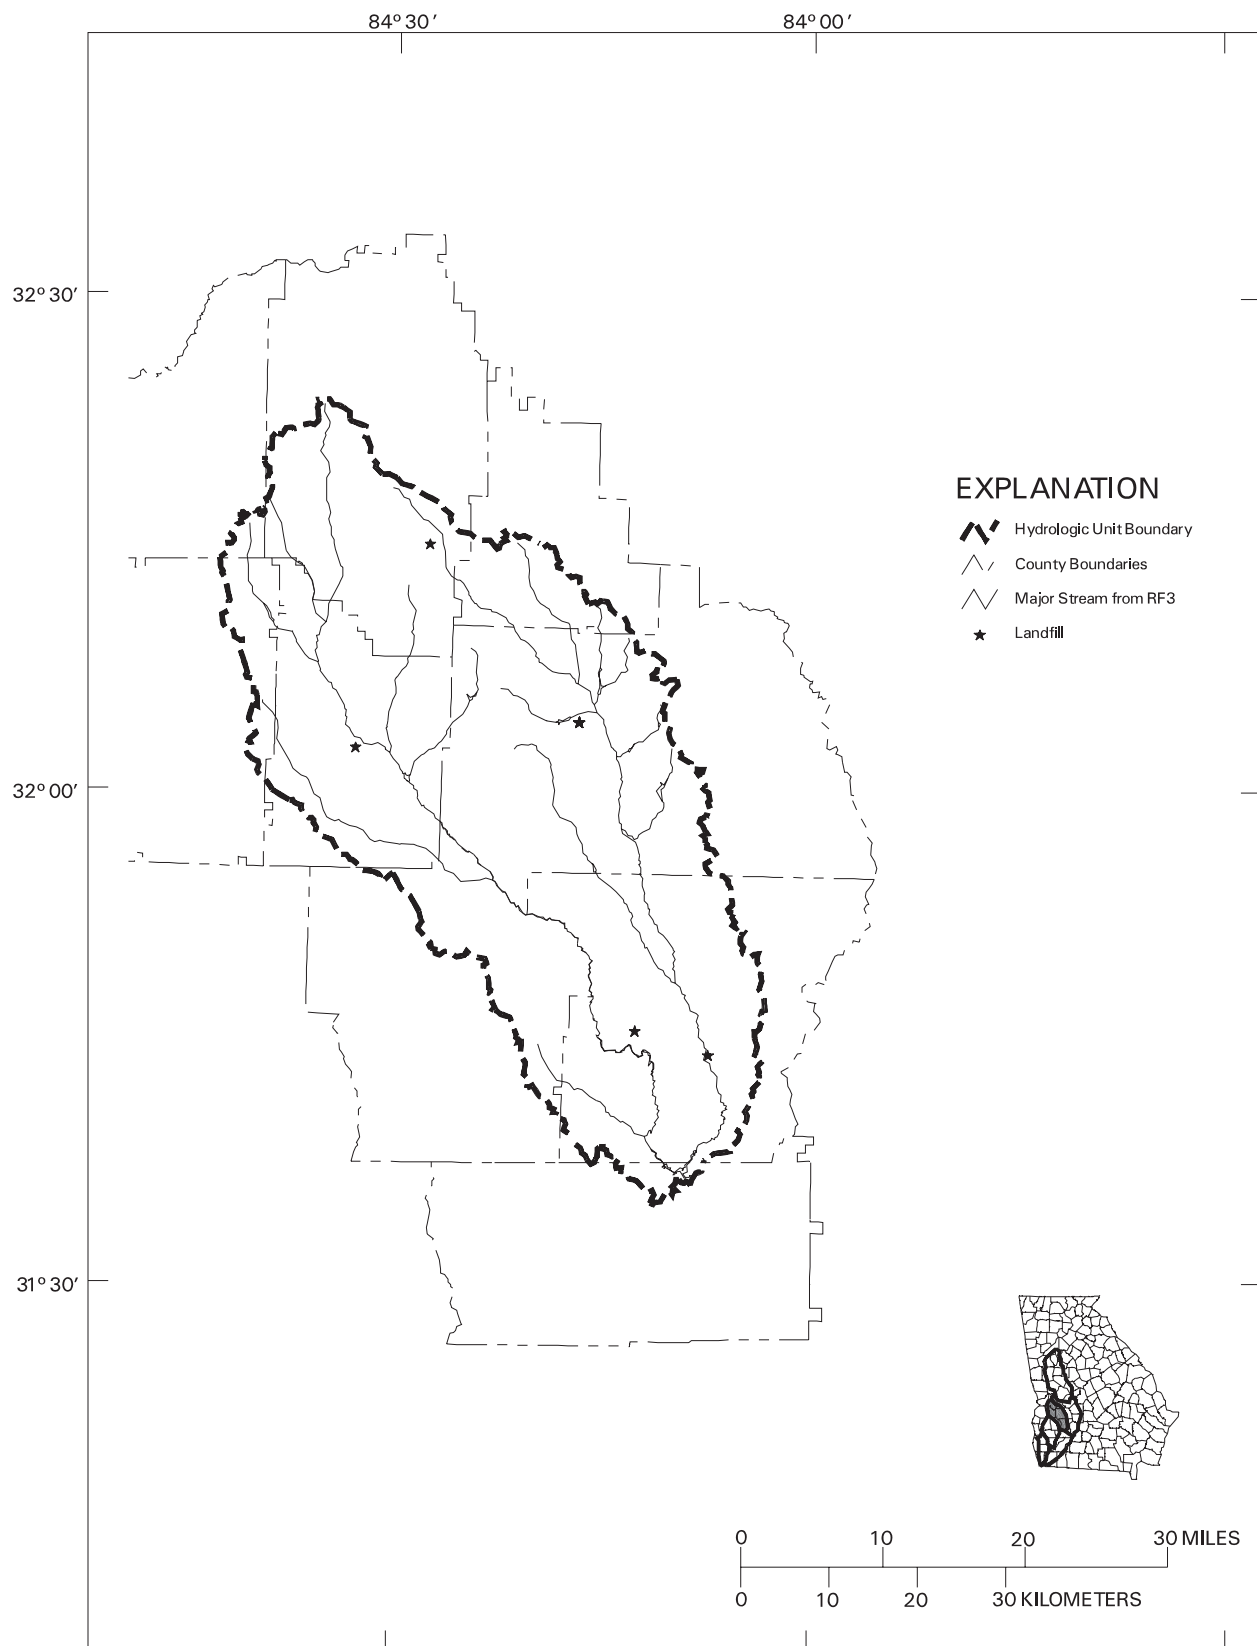 84° 30′ 84° 00′
32° 30′
EXPLANATION
Hydrologic Unit Boundary
County Boundaries
Major Stream from RF3
Landfill
32° 00′
31° 30′
0 10 20 30 MILES
0 10 20 30 KILOMETERS